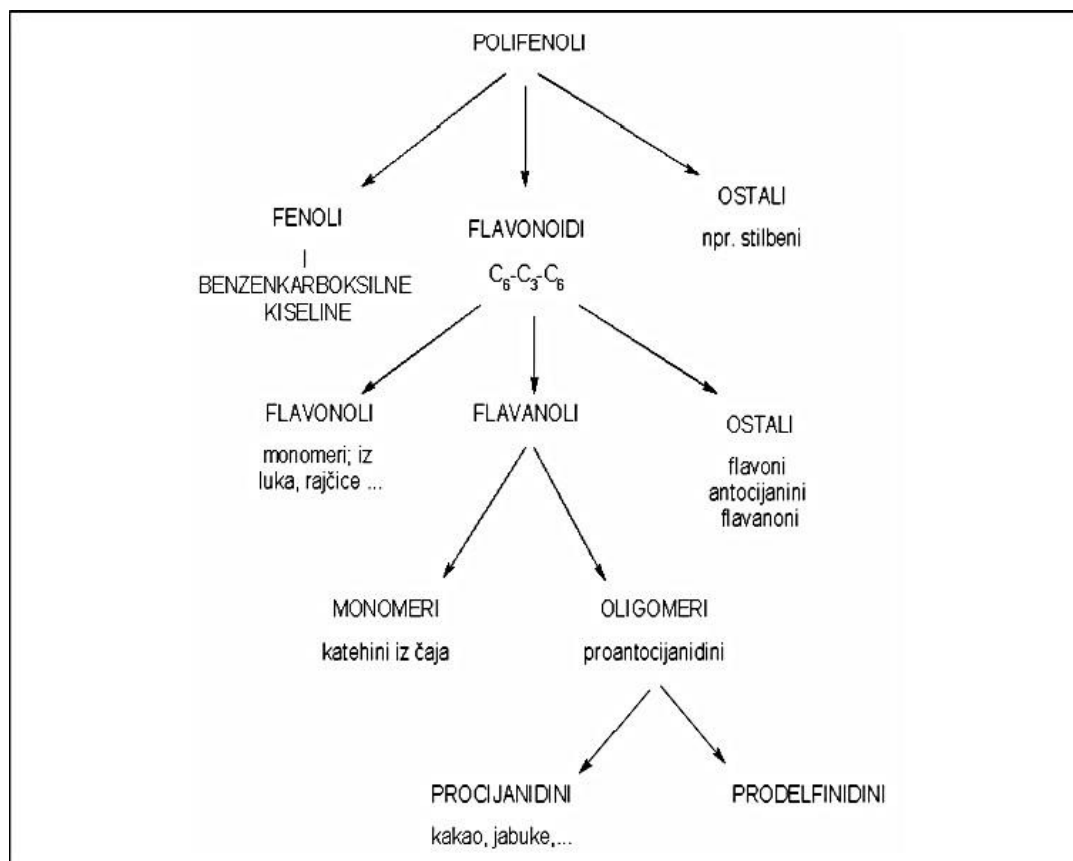 POLIFENOLI
FENOLI
BENZENKARBOKSILNE
KISELINE
FLAVONOIDI
C₆-C₃-C₆
OSTALI
npr. stilbeni
FLAVONOLI
monomeri; iz
luka, rajčice ...
FLAVANOLI
OSTALI
flavoni
antocijanini
flavanoni
MONOMERI
katehini iz čaja
OLIGOMERI
proantocijanidini
PROCIJANIDINI
kakao, jabuke,...
PRODELFINIDINI